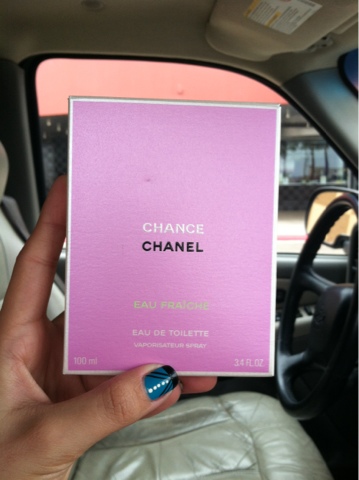 CHANCE
CHANEL
EAU FRAÎCHE
EAU DE TOILETTE
VAPORISATEUR SPRAY
100 ml 3.4 FL. OZ